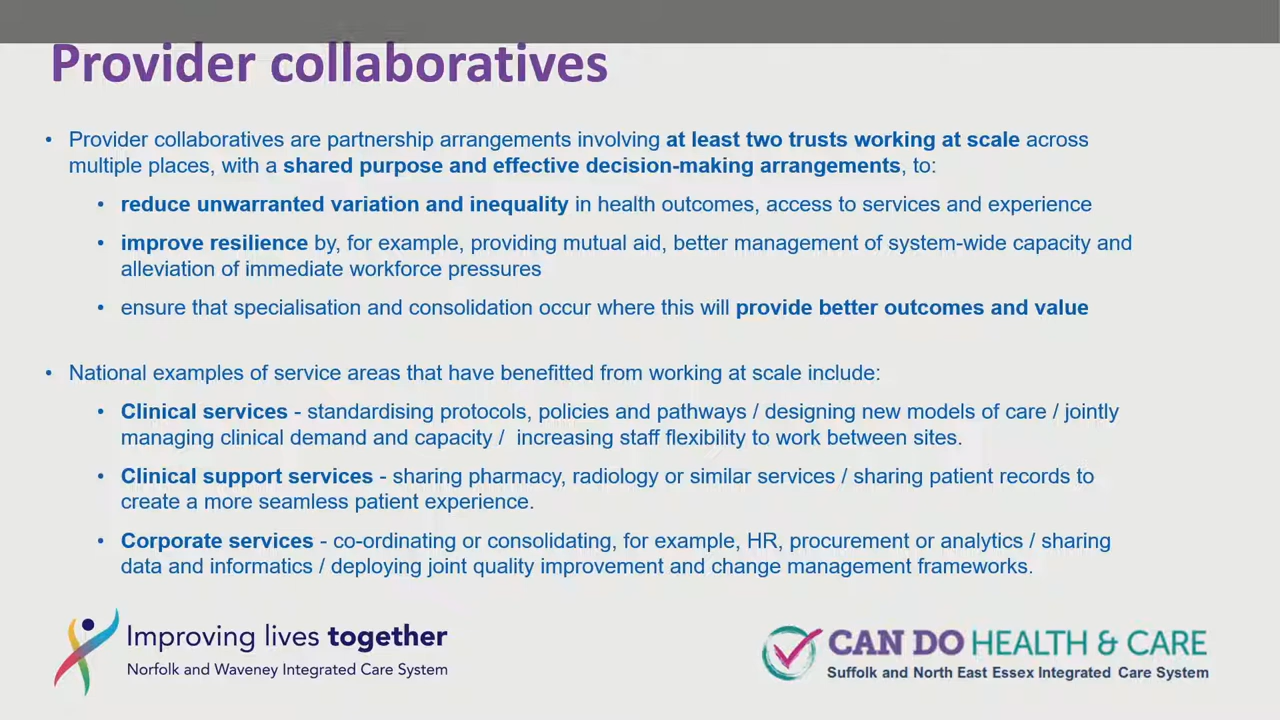 Provider collaboratives
• Provider collaboratives are partnership arrangements involving at least two trusts working at scale across
multiple places, with a shared purpose and effective decision-making arrangements, to:
• reduce unwarranted variation and inequality in health outcomes, access to services and experience
• improve resilience by, for example, providing mutual aid, better management of system-wide capacity and
alleviation of immediate workforce pressures
• ensure that specialisation and consolidation occur where this will provide better outcomes and value
• National examples of service areas that have benefitted from working at scale include:
• Clinical services - standardising protocols, policies and pathways / designing new models of care / jointly
managing clinical demand and capacity / increasing staff flexibility to work between sites.
• Clinical support services - sharing pharmacy, radiology or similar services / sharing patient records to
create a more seamless patient experience.
• Corporate services - co-ordinating or consolidating, for example, HR, procurement or analytics / sharing
data and informatics / deploying joint quality improvement and change management frameworks.
Improving lives together
Norfolk and Waveney Integrated Care System
CAN DO HEALTH & CARE
Suffolk and North East Essex Integrated Care System